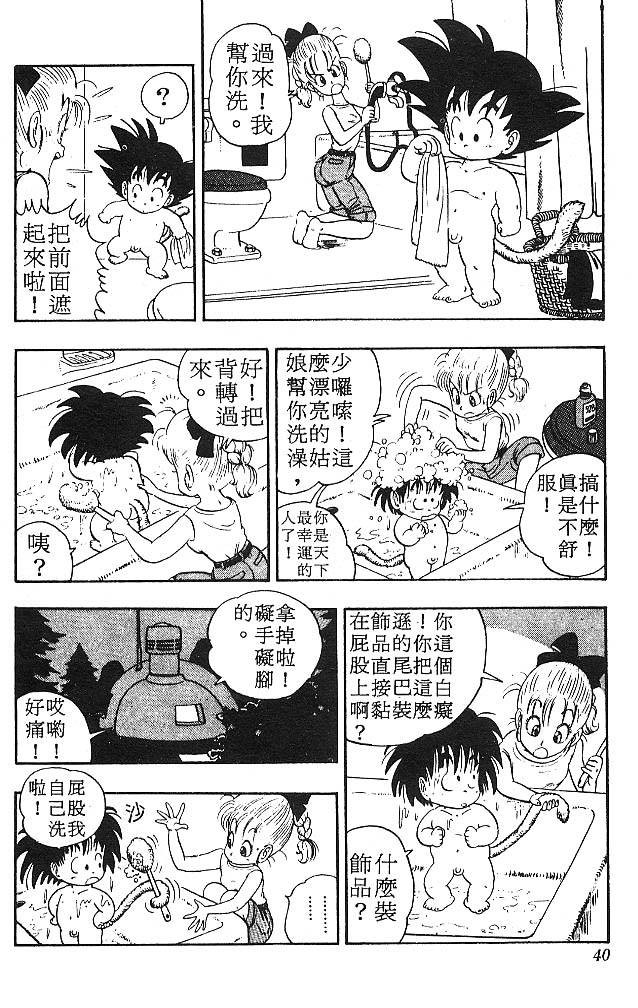 過來！我
幫你洗。
？
把前面遮
起來啦！
少囉嗦！這
麼漂亮的姑
娘幫你洗澡，
你是天下
最幸運的
人了！
搞什麼！
真是不舒
服！
好！把
背轉過
來。
咦？
你這個白癡
遜！你把這麼
飾品的尾巴裝
在屁股上直接黏
啊？
什麼裝
飾品？
拿掉啦！
礙手礙腳
的。
哎喲！
好痛！
沙
屁股我
自己洗
啦！
⋯⋯
40